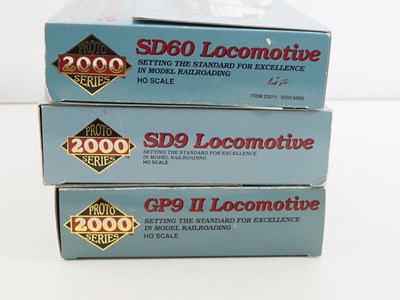 PROTO
2000
SERIES
SD60 Locomotive
SETTING THE STANDARD FOR EXCELLENCE
IN MODEL RAILROADING
HO SCALE
PROTO
2000
SERIES
SD9 Locomotive
SETTING THE STANDARD FOR EXCELLENCE
IN MODEL RAILROADING
HO SCALE
PROTO
2000
SERIES
GP9 II Locomotive
SETTING THE STANDARD FOR EXCELLENCE
IN MODEL RAILROADING
HO SCALE